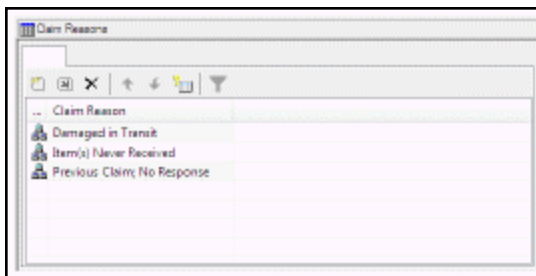 Claim Reasons
... Claim Reason
Damaged in Transit
Item(s) Never Received
Previous Claim; No Response